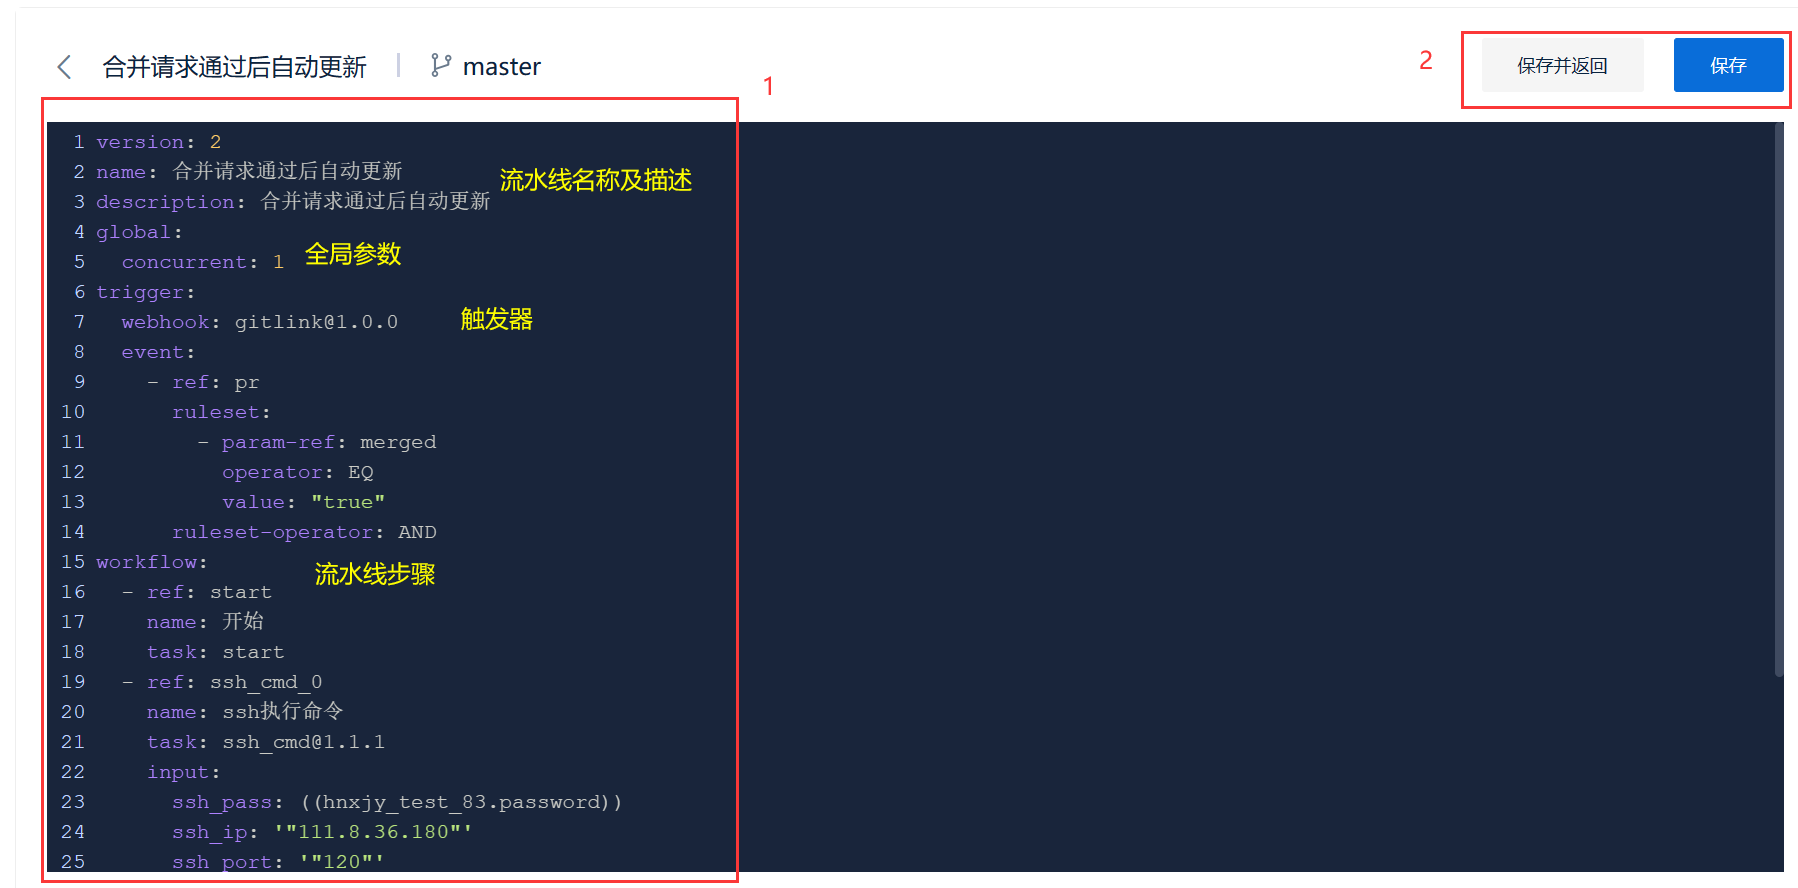 合并请求通过后自动更新 master
2
保存并返回 保存
1
1 version: 2
2 name: 合并请求通过后自动更新
流水线名称及描述
3 description: 合并请求通过后自动更新
4 global:
5 concurrent: 1 全局参数
6 trigger:
7 webhook: gitlink@1.0.0 触发器
8 event:
9 - ref: pr
10 ruleset:
11 - param-ref: merged
12 operator: EQ
13 value: "true"
14 ruleset-operator: AND
15 workflow:
流水线步骤
16 - ref: start
17 name: 开始
18 task: start
19 - ref: ssh_cmd_0
20 name: ssh执行命令
21 task: ssh_cmd@1.1.1
22 input:
23 ssh_pass: ((hnxjy_test_83.password))
24 ssh_ip: '"111.8.36.180"'
25 ssh_port: '"120"'